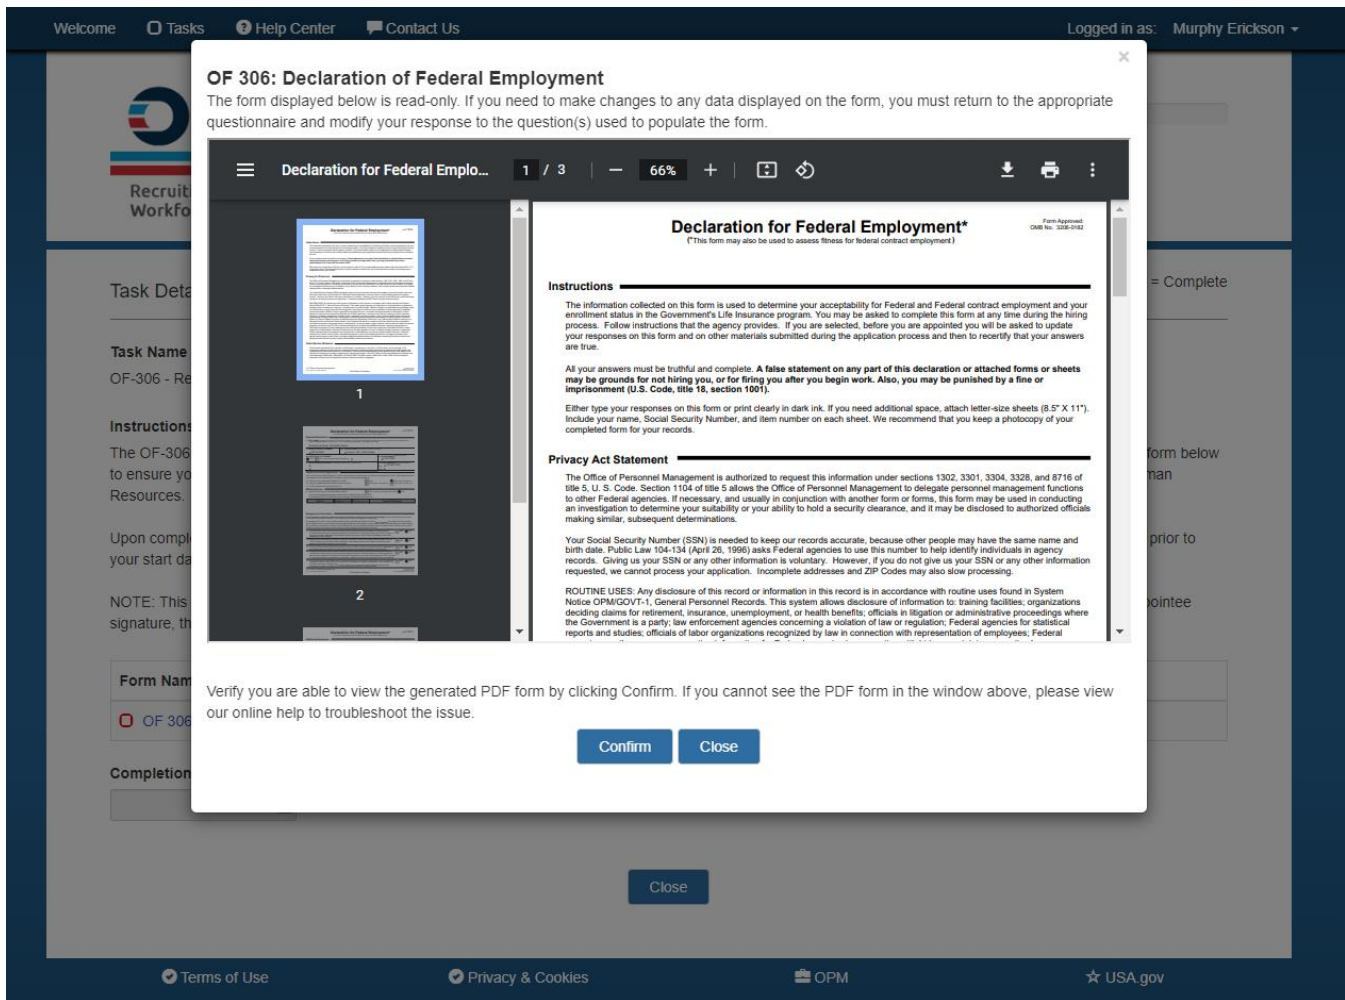 Welcome Tasks Help Center Contact Us Logged in as: Murphy Erickson
Recruit
Workfo
OF 306: Declaration of Federal Employment
The form displayed below is read-only. If you need to make changes to any data displayed on the form, you must return to the appropriate
questionnaire and modify your response to the question(s) used to populate the form.
Declaration for Federal Emplo... 1 / 3 66%
1
2
Declaration for Federal Employment*
(*This form may also be used to assess fitness for federal contract employment)
Form Approved:
OMB No. 3206-0182
Instructions
The information collected on this form is used to determine your acceptability for Federal and Federal contract employment and your
enrollment status in the Government's Life Insurance program. You may be asked to complete this form at any time during the hiring
process. Follow instructions that the agency provides. If you are selected, before you are appointed you will be asked to update
your responses on this form and on other materials submitted during the application process and then to recertify that your answers
are true.
All your answers must be truthful and complete. A false statement on any part of this declaration or attached forms or sheets
may be grounds for not hiring you, or for firing you after you begin work. Also, you may be punished by a fine or
imprisonment (U.S. Code, title 18, section 1001).
Either type your responses on this form or print clearly in dark ink. If you need additional space, attach letter-size sheets (8.5" X 11").
Include your name, Social Security Number, and item number on each sheet. We recommend that you keep a photocopy of your
completed form for your records.
Privacy Act Statement
The Office of Personnel Management is authorized to request this information under sections 1302, 3301, 3304, 3328, and 8716 of
title 5, U. S. Code. Section 1104 of title 5 allows the Office of Personnel Management to delegate personnel management functions
to other Federal agencies. If necessary, and usually in conjunction with another form or forms, this form may be used in conducting
an investigation to determine your suitability or your ability to hold a security clearance, and it may be disclosed to authorized officials
making similar, subsequent determinations.
Your Social Security Number (SSN) is needed to keep our records accurate, because other people may have the same name and
birth date. Public Law 104-134 (April 26, 1996) asks Federal agencies to use this number to help identify individuals in agency
records. Giving us your SSN or any other information is voluntary. However, if you do not give us your SSN or any other information
requested, we cannot process your application. Incomplete addresses and ZIP Codes may also slow processing.
ROUTINE USES: Any disclosure of this record or information in this record is in accordance with routine uses found in System
Notice OPM/GOVT-1, General Personnel Records. This system allows disclosure of information to: training facilities; organizations
deciding claims for retirement, insurance, unemployment, or health benefits; officials in litigation or administrative proceedings where
the Government is a party; law enforcement agencies concerning a violation of law or regulation; Federal agencies for statistical
reports and studies; officials of labor organizations recognized by law in connection with representation of employees; Federal
Verify you are able to view the generated PDF form by clicking Confirm. If you cannot see the PDF form in the window above, please view
our online help to troubleshoot the issue.
Confirm Close
Task Deta = Complete
Task Name
OF-306 - Re
Instructions
The OF-306 form below
to ensure yo man
Resources.
Upon compl prior to
your start da
NOTE: This pointee
signature, th
Form Nam
OF 306
Completion
Close
Terms of Use Privacy & Cookies OPM USA.gov